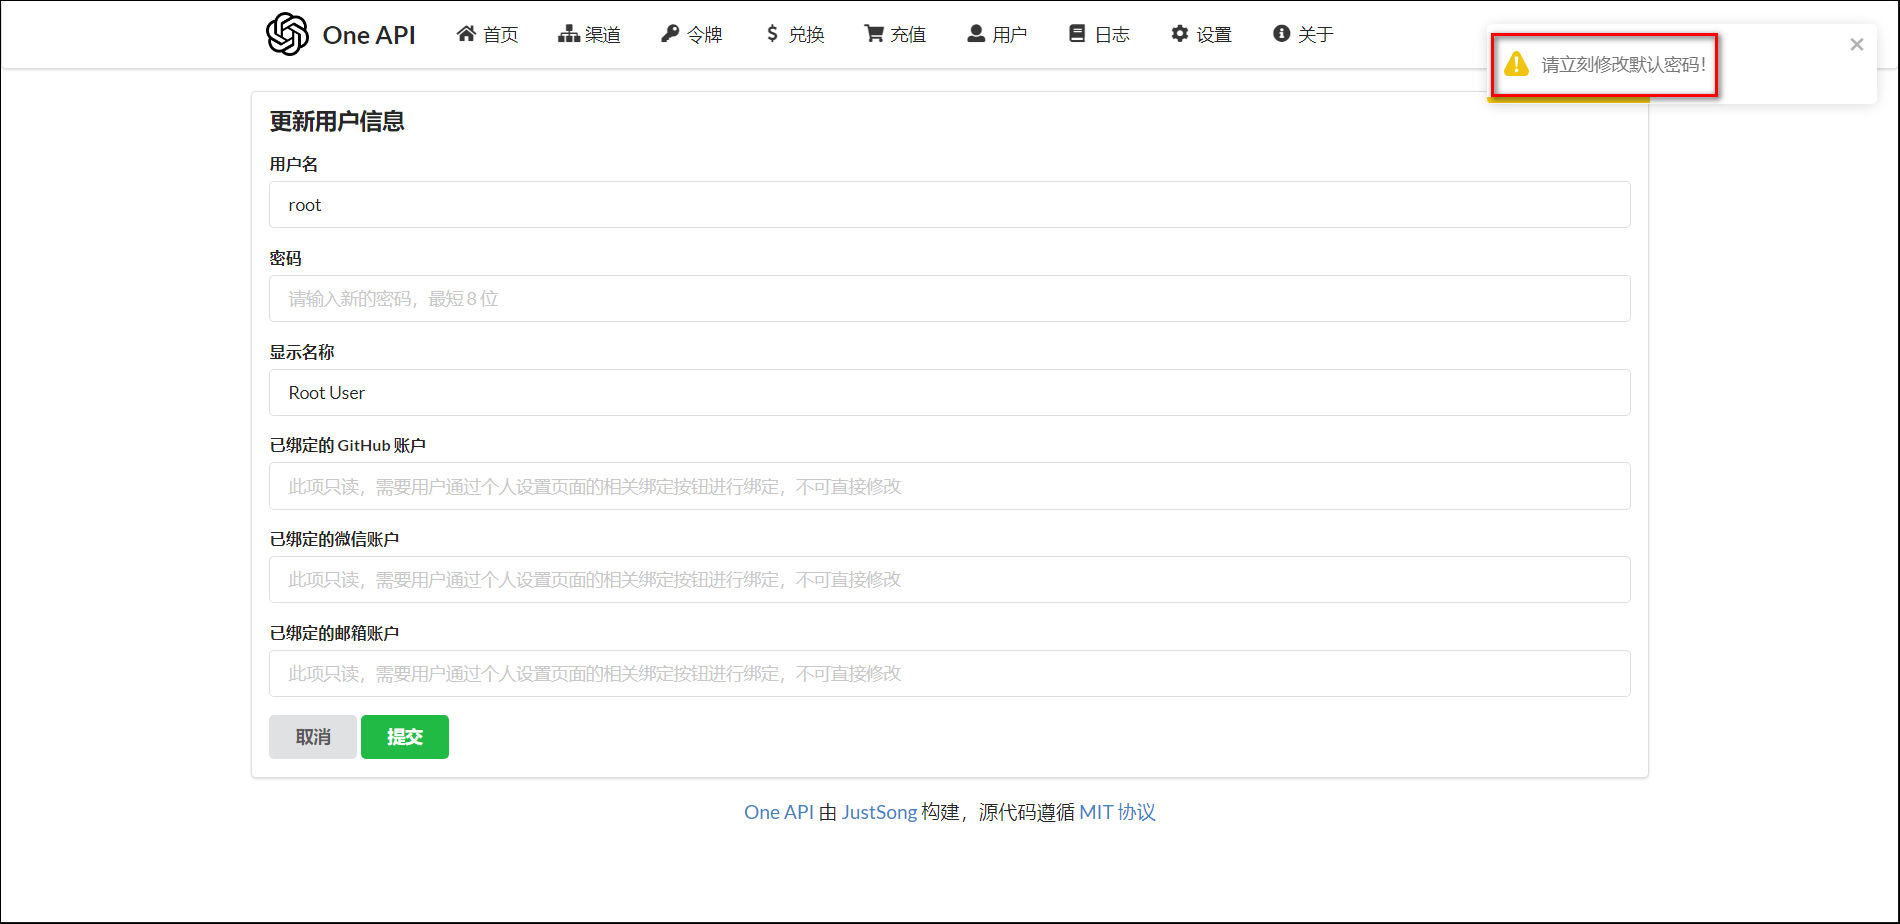 One API 首页 渠道 令牌 兑换 充值 用户 日志 设置 关于
请立刻修改默认密码!
更新用户信息
用户名
root
密码
请输入新的密码，最短 8 位
显示名称
Root User
已绑定的 GitHub 账户
此项只读，需要用户通过个人设置页面的相关绑定按钮进行绑定，不可直接修改
已绑定的微信账户
此项只读，需要用户通过个人设置页面的相关绑定按钮进行绑定，不可直接修改
已绑定的邮箱账户
此项只读，需要用户通过个人设置页面的相关绑定按钮进行绑定，不可直接修改
取消 提交
One API 由 JustSong 构建，源代码遵循 MIT 协议